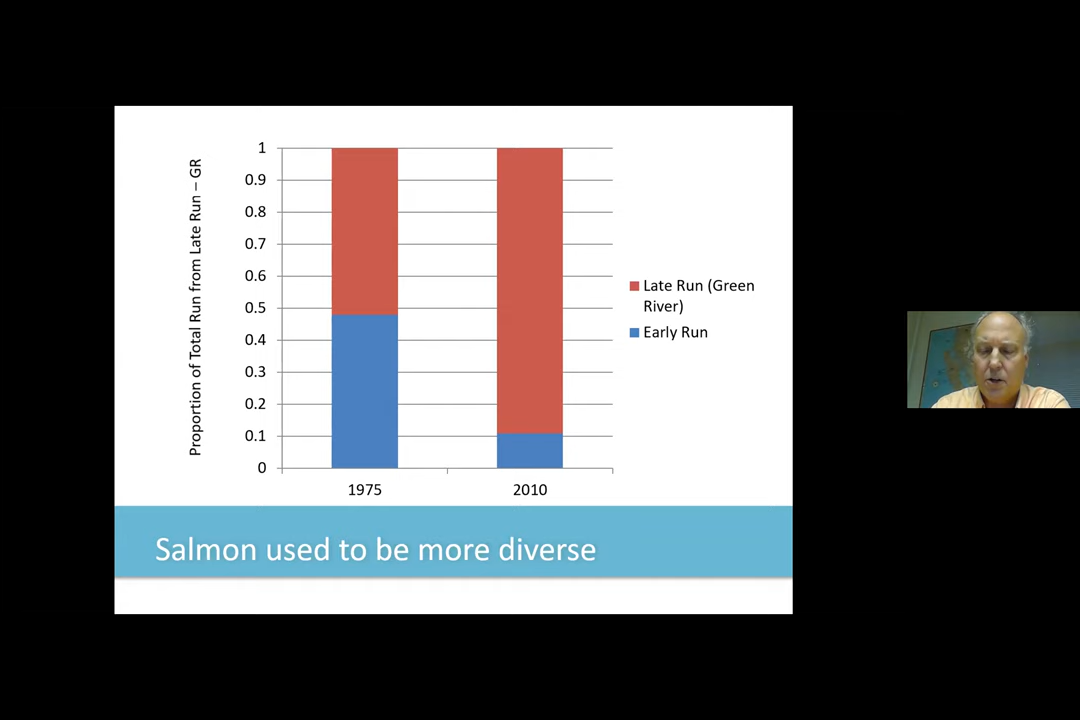 Proportion of Total Run from Late Run – GR
1
0.9
0.8
0.7
0.6
0.5
0.4
0.3
0.2
0.1
0
1975 2010
Late Run (Green
River)
Early Run
Salmon used to be more diverse